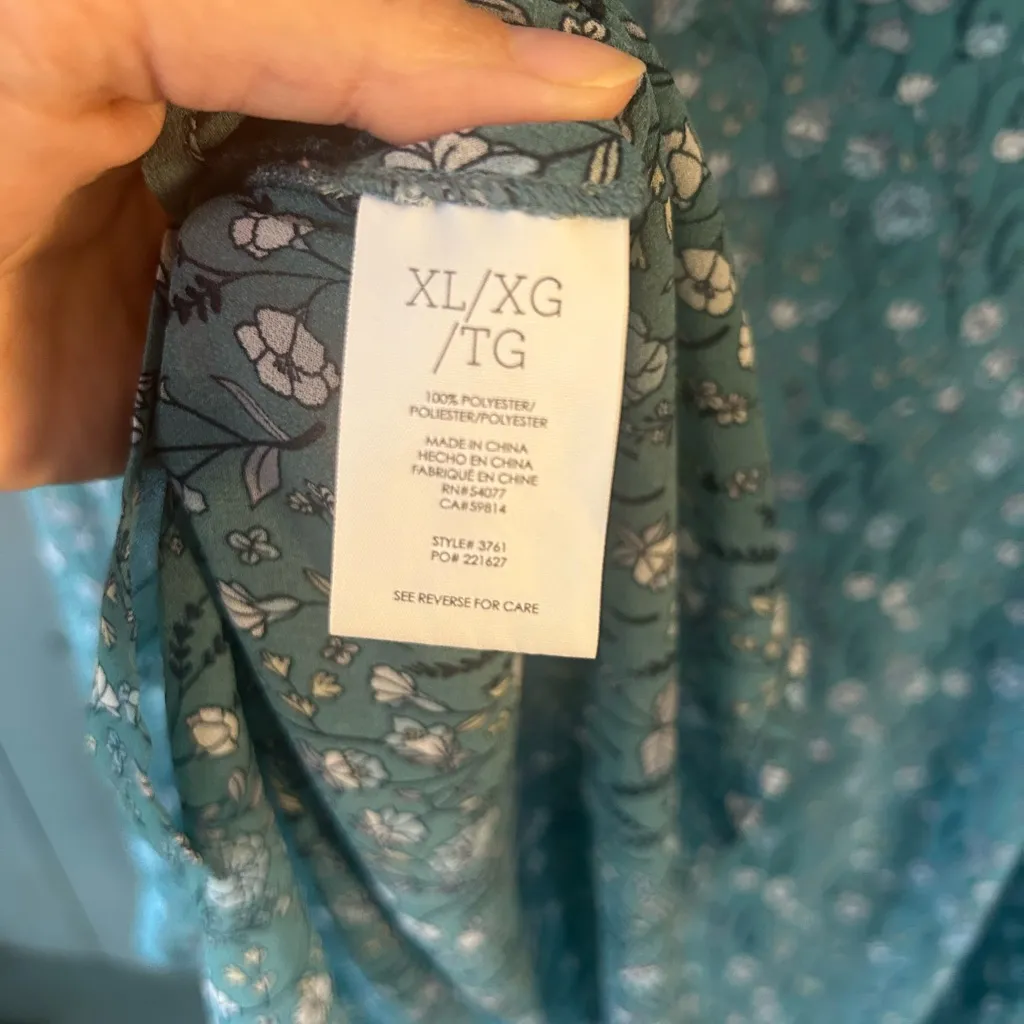 XL/XG
/TG
100% POLYESTER/
POLIESTER/POLYESTER
MADE IN CHINA
HECHO EN CHINA
FABRIQUÉ EN CHINE
RN#54077
CA#59814
STYLE# 3761
PO# 221627
SEE REVERSE FOR CARE